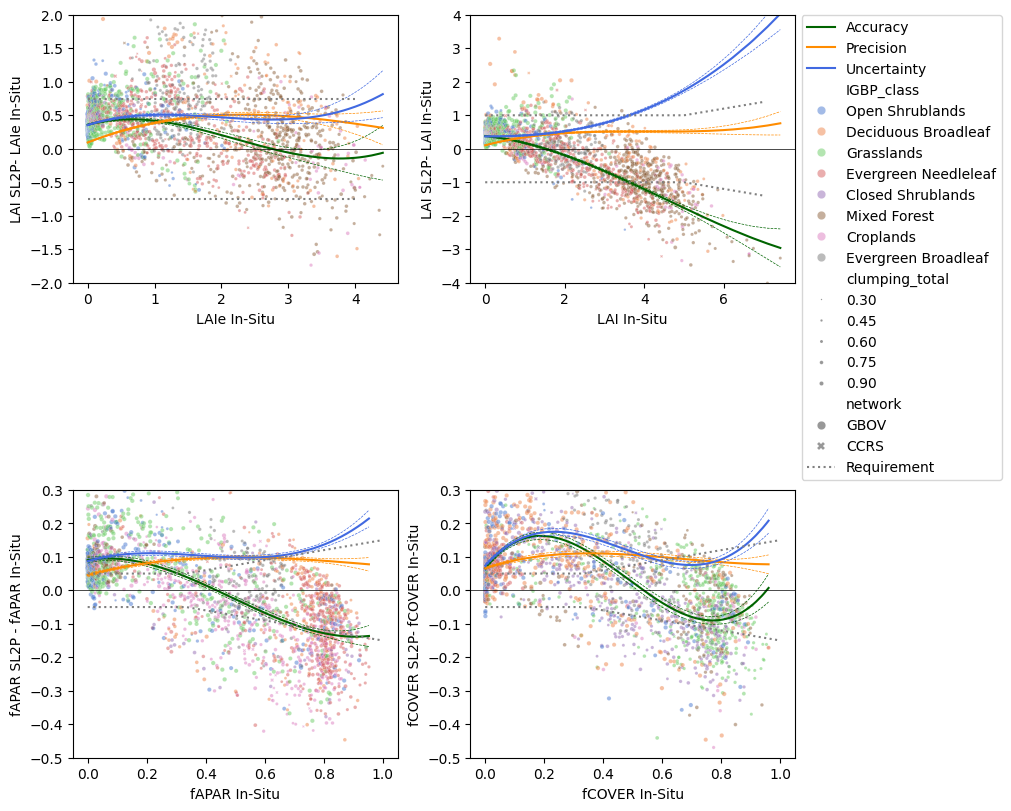 2.0
1.5
1.0
0.5
0.0
−0.5
−1.0
−1.5
−2.0
LAI SL2P- LAIe In-Situ
0
1
2
3
4
LAIe In-Situ
4
3
2
1
0
−1
−2
−3
−4
LAI SL2P- LAI In-Situ
0
2
4
6
LAI In-Situ
Accuracy
Precision
Uncertainty
IGBP_class
Open Shrublands
Deciduous Broadleaf
Grasslands
Evergreen Needleleaf
Closed Shrublands
Mixed Forest
Croplands
Evergreen Broadleaf
clumping_total
0.30
0.45
0.60
0.75
0.90
network
GBOV
CCRS
Requirement
0.3
0.2
0.1
0.0
−0.1
−0.2
−0.3
−0.4
−0.5
fAPAR SL2P - fAPAR In-Situ
0.0
0.2
0.4
0.6
0.8
1.0
fAPAR In-Situ
0.3
0.2
0.1
0.0
−0.1
−0.2
−0.3
−0.4
−0.5
fCOVER SL2P- fCOVER In-Situ
0.0
0.2
0.4
0.6
0.8
1.0
fCOVER In-Situ